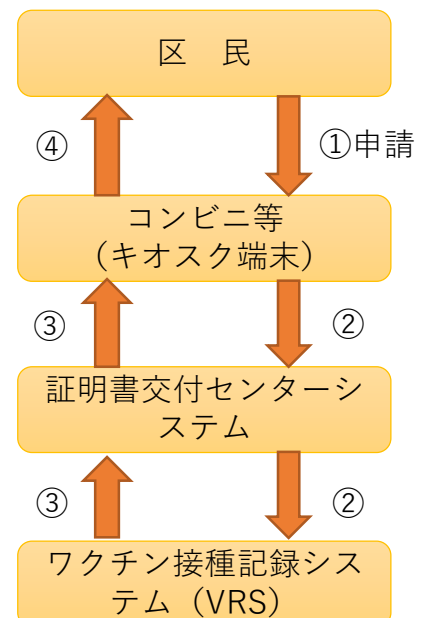 区　民
④
①申請
コンビニ等
（キオスク端末）
③
②
証明書交付センターシ
ステム
③
②
ワクチン接種記録シス
テム（VRS）